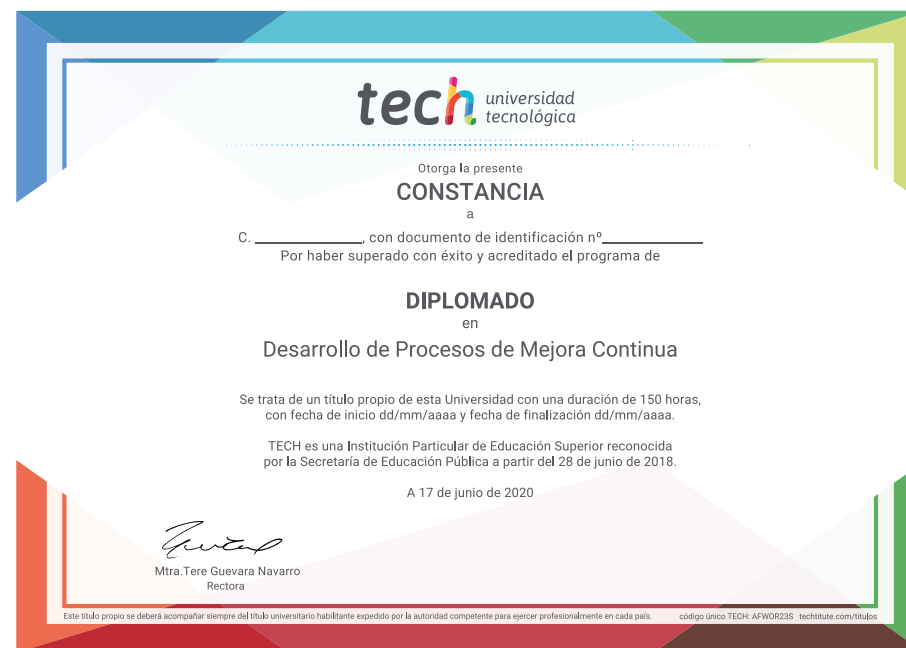 tech universidad
tecnológica
Otorga la presente
CONSTANCIA
a
C. ______________, con documento de identificación nº_____________
Por haber superado con éxito y acreditado el programa de
DIPLOMADO
en
Desarrollo de Procesos de Mejora Continua
Se trata de un título propio de esta Universidad con una duración de 150 horas,
con fecha de inicio dd/mm/aaaa y fecha de finalización dd/mm/aaaa.
TECH es una Institución Particular de Educación Superior reconocida
por la Secretaría de Educación Pública a partir del 28 de junio de 2018.
A 17 de junio de 2020
Mtra.Tere Guevara Navarro
Rectora
Este título propio se deberá acompañar siempre del título universitario habilitante expedido por la autoridad competente para ejercer profesionalmente en cada país. código único TECH: AFWOR23S techtitute.com/titulos